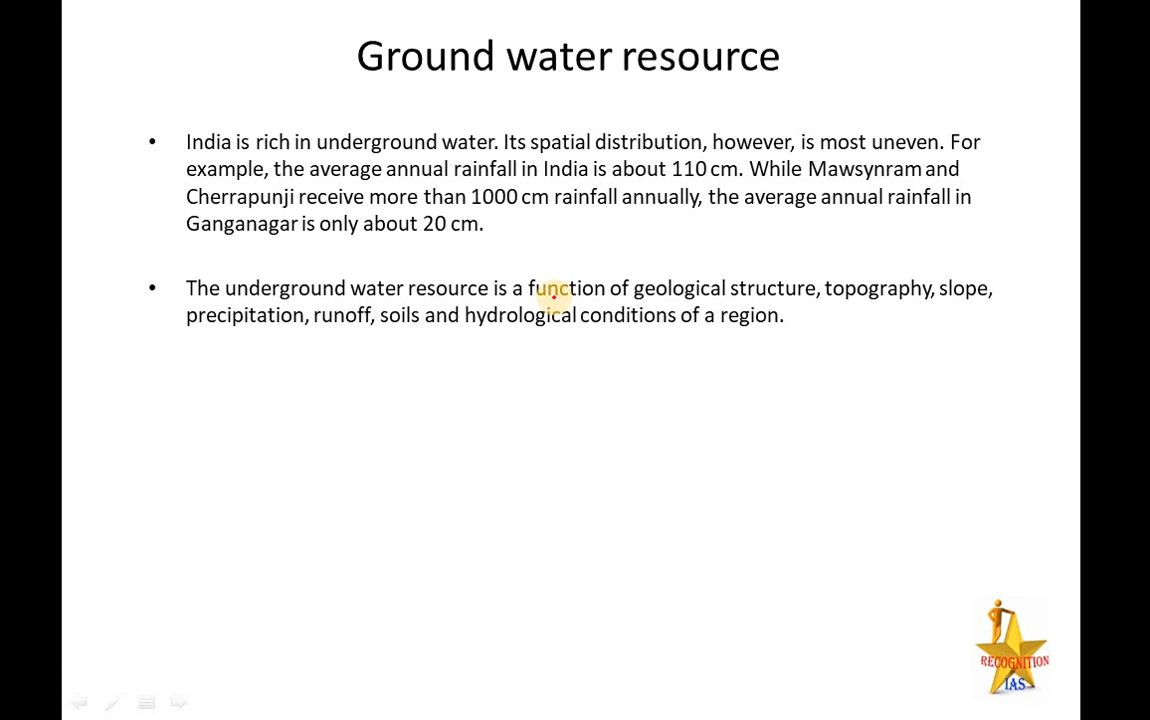 Ground water resource
• India is rich in underground water. Its spatial distribution, however, is most uneven. For
example, the average annual rainfall in India is about 110 cm. While Mawsynram and
Cherrapunji receive more than 1000 cm rainfall annually, the average annual rainfall in
Ganganagar is only about 20 cm.
• The underground water resource is a function of geological structure, topography, slope,
precipitation, runoff, soils and hydrological conditions of a region.
RECOGNITION
IAS